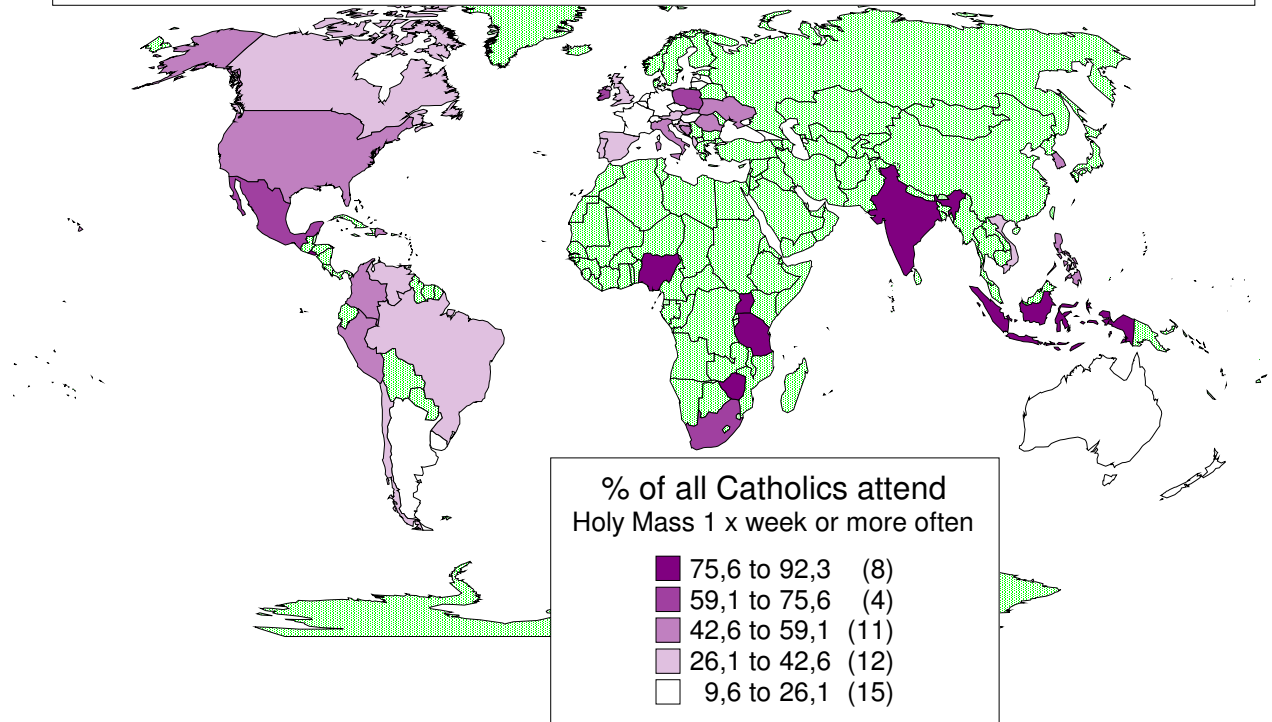 % of all Catholics attend
Holy Mass 1 x week or more often
75,6 to 92,3 (8)
59,1 to 75,6 (4)
42,6 to 59,1 (11)
26,1 to 42,6 (12)
9,6 to 26,1 (15)